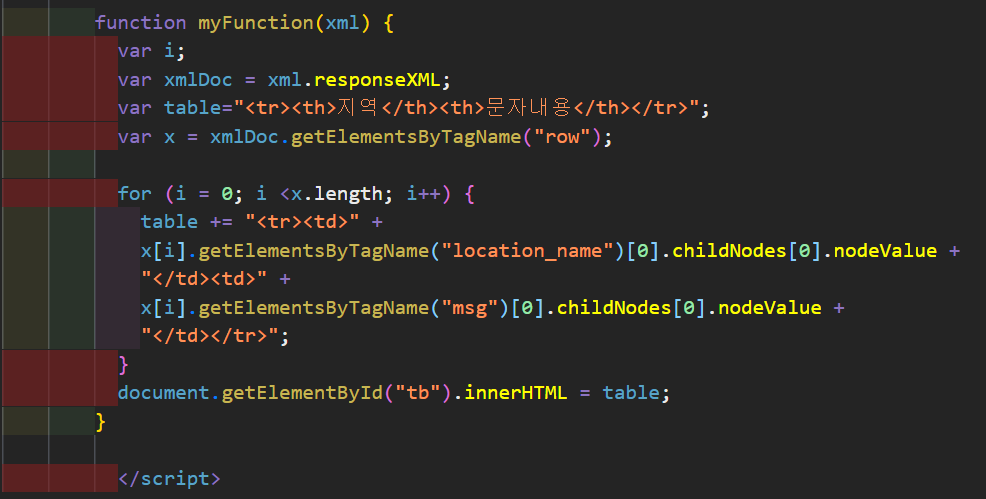 function myFunction(xml) {
var i;
var xmlDoc = xml.responseXML;
var table="<tr><th>지역</th><th>문자내용</th></tr>";
var x = xmlDoc.getElementsByTagName("row");
for (i = 0; i <x.length; i++) {
table += "<tr><td>" +
x[i].getElementsByTagName("location_name")[0].childNodes[0].nodeValue +
"</td><td>" +
x[i].getElementsByTagName("msg")[0].childNodes[0].nodeValue +
"</td></tr>";
}
document.getElementById("tb").innerHTML = table;
}
</script>